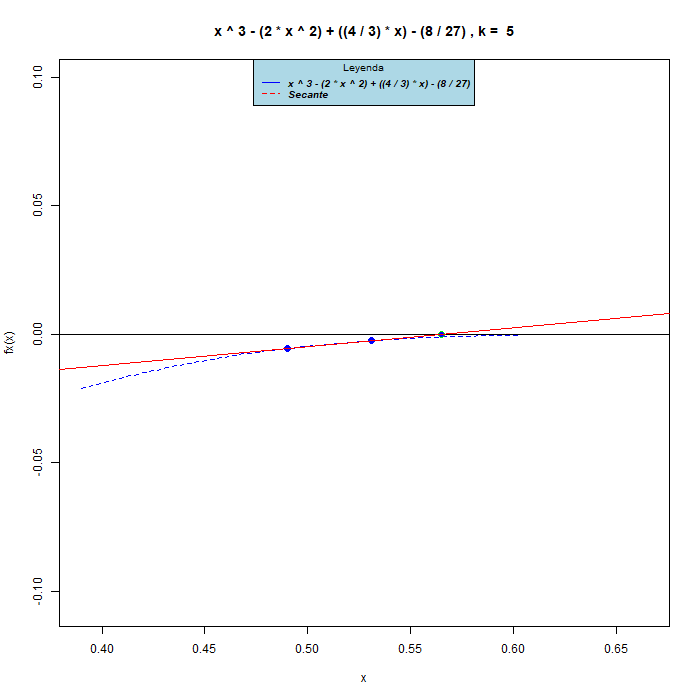 x ^ 3 - (2 * x ^ 2) + ((4 / 3) * x) - (8 / 27) , k =  5
Leyenda
x ^ 3 - (2 * x ^ 2) + ((4 / 3) * x) - (8 / 27)
Secante
0.10
0.05
0.00
-0.05
-0.10
fx(x)
0.40 0.45 0.50 0.55 0.60 0.65
x